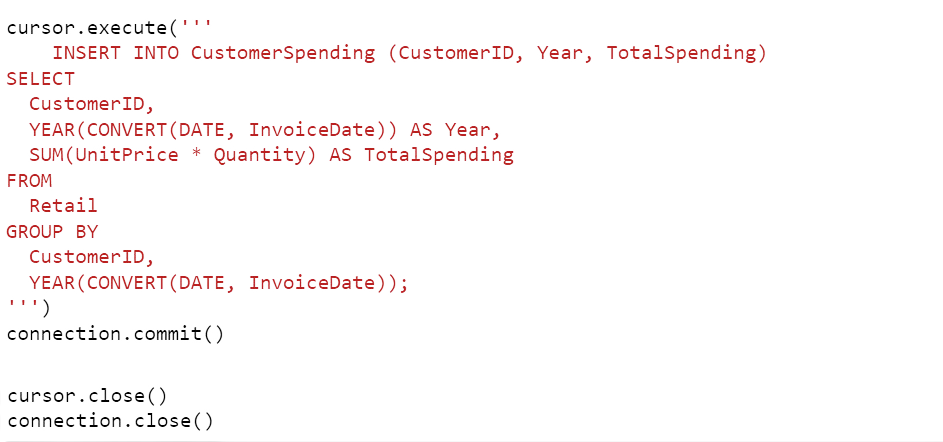 cursor.execute('''
    INSERT INTO CustomerSpending (CustomerID, Year, TotalSpending)
SELECT
  CustomerID,
  YEAR(CONVERT(DATE, InvoiceDate)) AS Year,
  SUM(UnitPrice * Quantity) AS TotalSpending
FROM
  Retail
GROUP BY
  CustomerID,
  YEAR(CONVERT(DATE, InvoiceDate));
''')
connection.commit()
cursor.close()
connection.close()